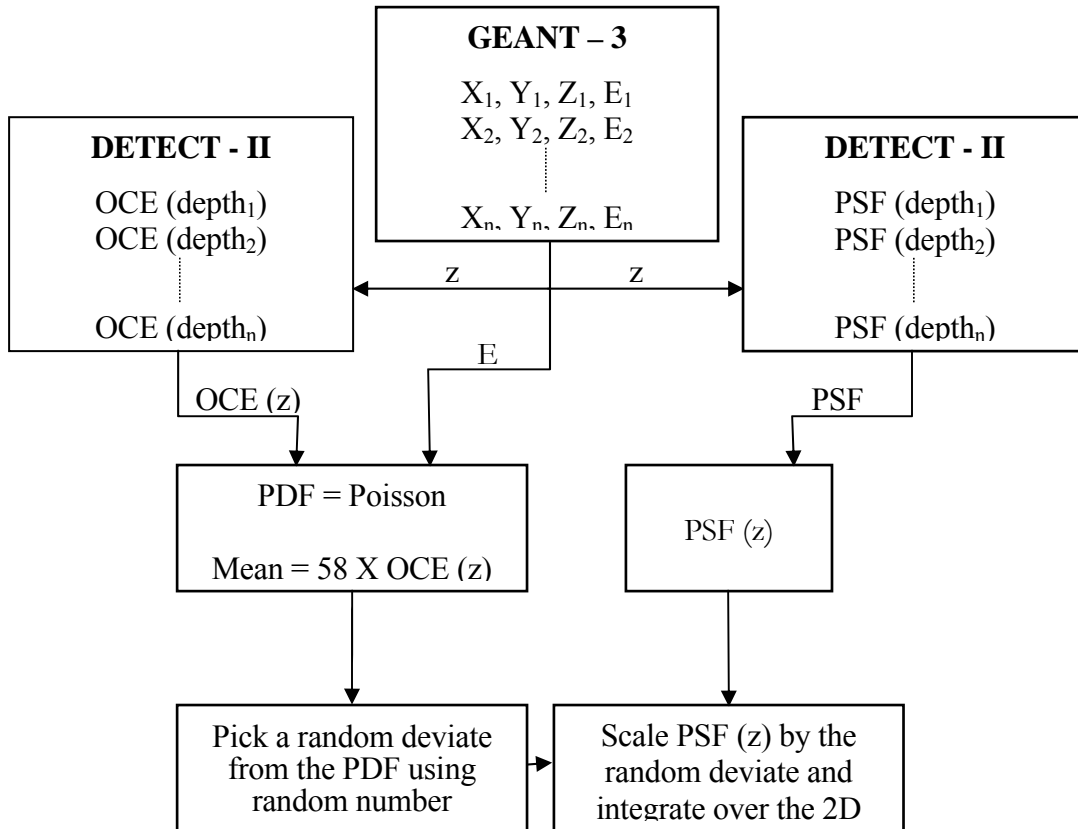 GEANT – 3
X₁, Y₁, Z₁, E₁
X₂, Y₂, Z₂, E₂
Xₙ, Yₙ, Zₙ, Eₙ
DETECT - II
OCE (depth₁)
OCE (depth₂)
OCE (depthₙ)
DETECT - II
PSF (depth₁)
PSF (depth₂)
PSF (depthₙ)
z
z
E
OCE (z)
PSF
PDF = Poisson
Mean = 58 X OCE (z)
PSF (z)
Pick a random deviate
from the PDF using
random number
Scale PSF (z) by the
random deviate and
integrate over the 2D